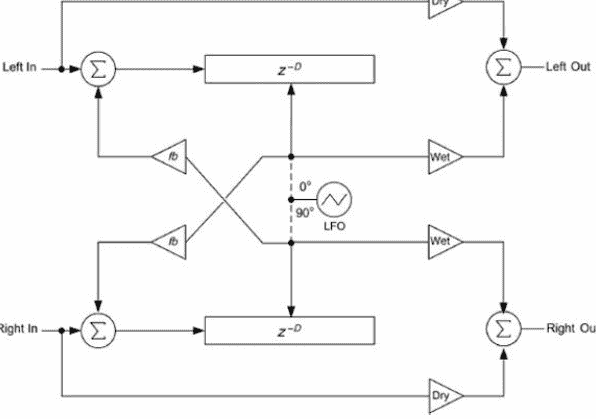 Dry
Left In
Σ
z⁻ᴰ
Σ
Left Out
fb
Wet
0°
90°
LFO
fb
Wet
Right In
Σ
z⁻ᴰ
Σ
Right Ou
Dry